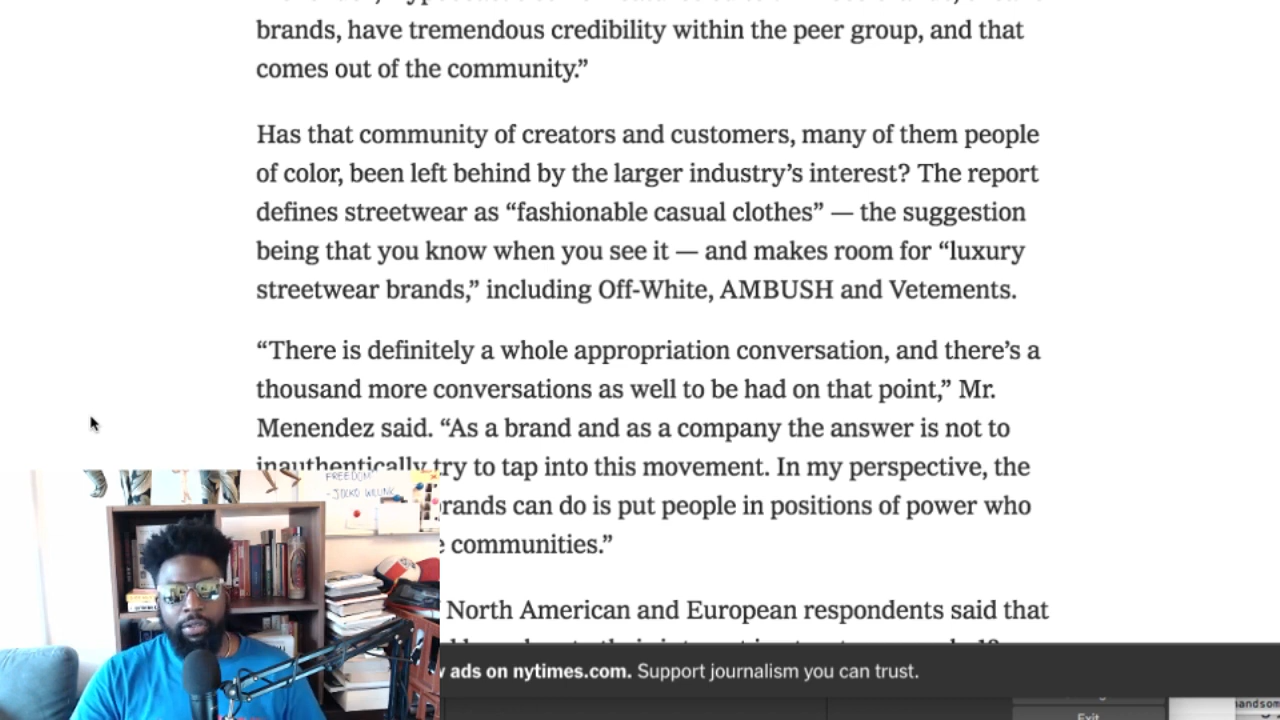 brands, have tremendous credibility within the peer group, and that
comes out of the community.”
Has that community of creators and customers, many of them people
of color, been left behind by the larger industry’s interest? The report
defines streetwear as “fashionable casual clothes” — the suggestion
being that you know when you see it — and makes room for “luxury
streetwear brands,” including Off-White, AMBUSH and Vetements.
“There is definitely a whole appropriation conversation, and there’s a
thousand more conversations as well to be had on that point,” Mr.
Menendez said. “As a brand and as a company the answer is not to
inauthentically try to tap into this movement. In my perspective, the
brands can do is put people in positions of power who
communities.”
North American and European respondents said that
ads on nytimes.com. Support journalism you can trust.
Exit
FREEDOM
-JOCKO WILLINK